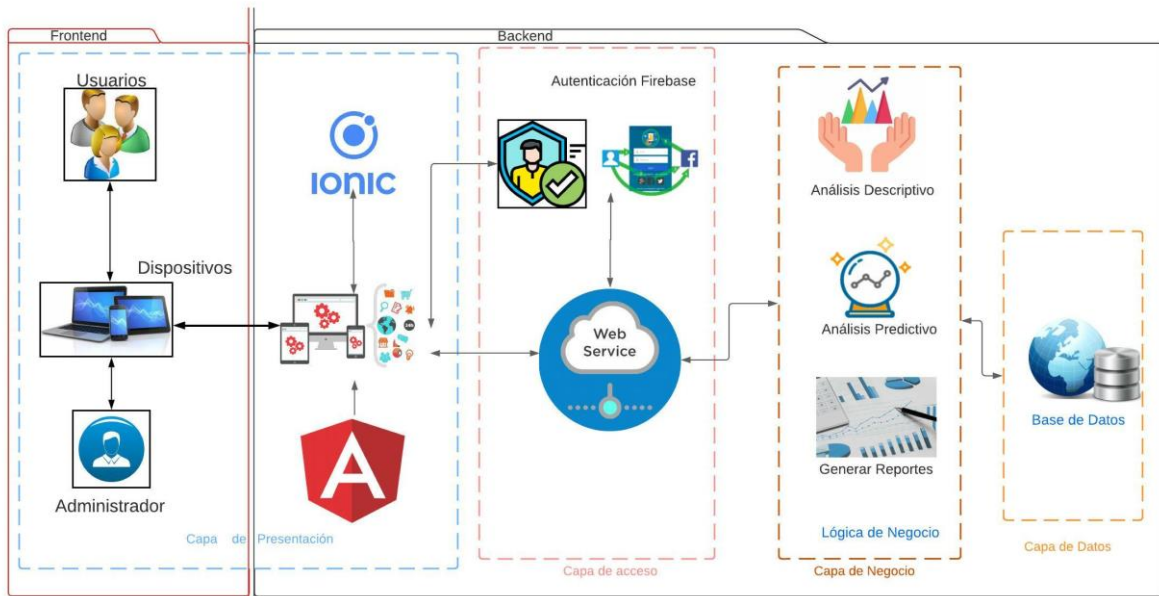 Frontend
Backend
Usuarios
Dispositivos
Administrador
Capa de Presentación
IONIC
A
Autenticación Firebase
f
Web
Service
Capa de acceso
Análisis Descriptivo
Análisis Predictivo
Generar Reportes
Lógica de Negocio
Capa de Negocio
Base de Datos
Capa de Datos